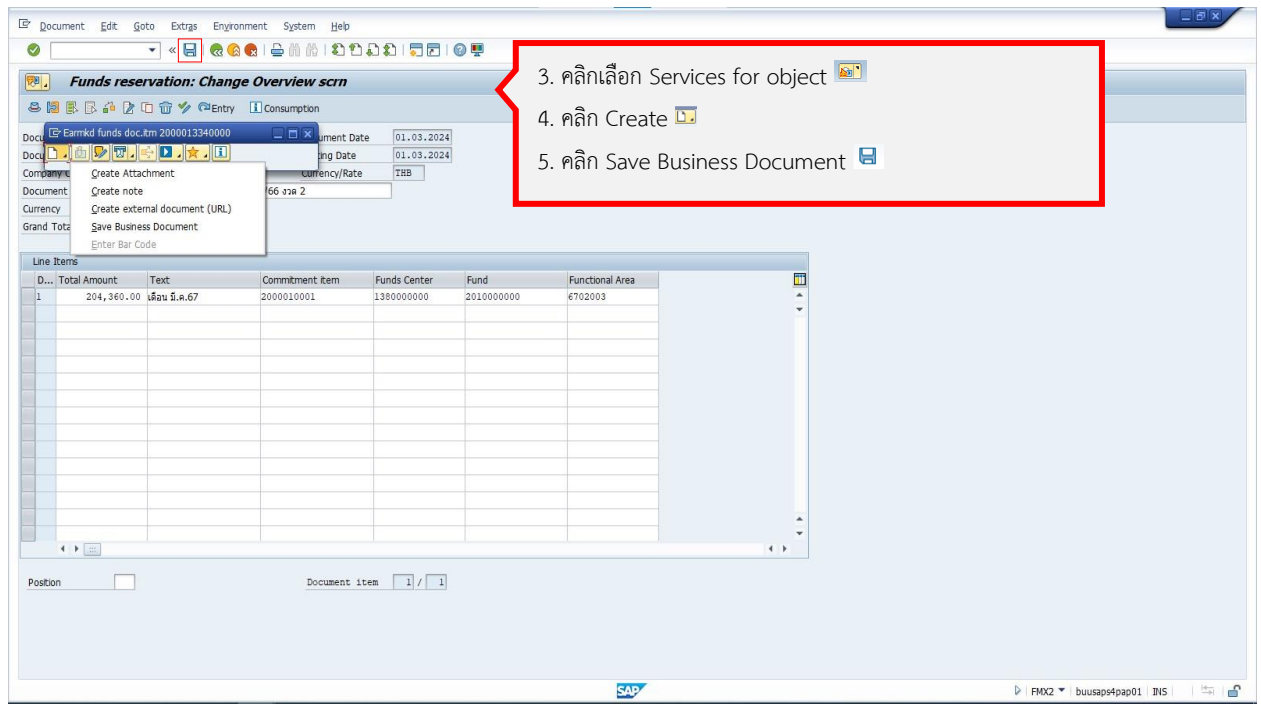 Document Edit Goto Extras Environment System Help
Funds reservation: Change Overview scrn
Entry Consumption
3. คลิกเลือก Services for object
4. คลิก Create
5. คลิก Save Business Document
Earmkd funds doc.itm 2000013340000
Document Date 01.03.2024
Date 01.03.2024
Company Currency/Rate THB
Document /66 งวด 2
Currency
Grand Tota
Create Attachment
Create note
Create external document (URL)
Save Business Document
Enter Bar Code
Line Items
D... Total Amount Text Commitment item Funds Center Fund Functional Area
1 204,360.00 เดือน มี.ค.67 2000010001 1380000000 2010000000 6702003
Position Document item 1 / 1
SAP
FMX2 buusaps4pap01 INS